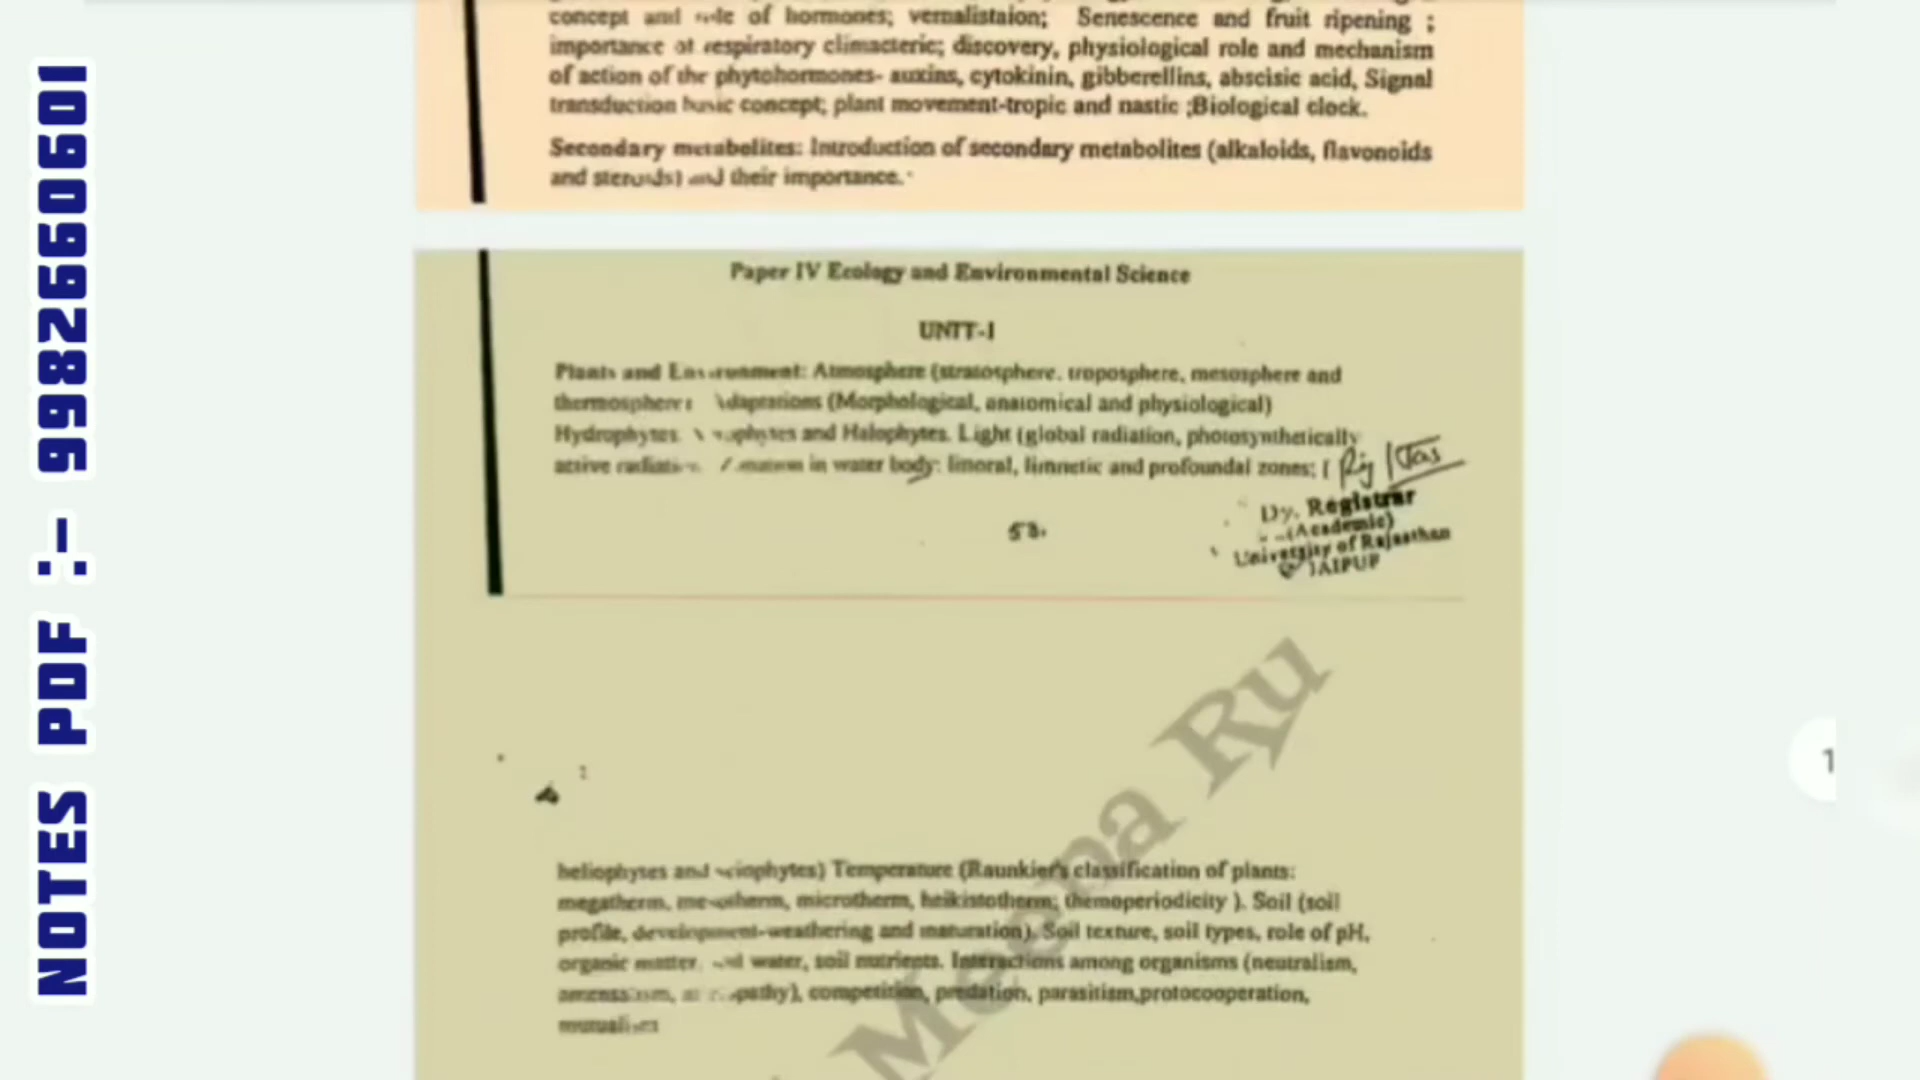 NOTES PDF :- 9982660601
concept and role of hormones; vernalistaion; Senescence and fruit ripening ;
importance of respiratory climacteric; discovery, physiological role and mechanism
of action of the phytohormones- auxins, cytokinin, gibberellins, abscisic acid, Signal
transduction basic concept; plant movement-tropic and nastic ;Biological clock.
Secondary metabolites: Introduction of secondary metabolites (alkaloids, flavonoids
and steroids) and their importance.
Paper IV Ecology and Environmental Science
UNIT-I
Plants and Environment: Atmosphere (stratosphere, troposphere, mesosphere and
thermosphere) Adaptations (Morphological, anatomical and physiological)
Hydrophytes and Halophytes. Light (global radiation, photosynthetically
active in water body: littoral, limnetic and profoundal zones; (
53.
Dy. Registrar
(Academic)
University of Rajasthan
JAIPUR
heliophyses and sciophytes) Temperature (Raunkier's classification of plants:
megatherm, mesotherm, microtherm, heikistotherm; themoperiodicity ). Soil (soil
profile, development-weathering and maturation). Soil texture, soil types, role of pH,
organic matter, water, soil nutrients. Interactions among organisms (neutralism,
competition, predation, parasitism,protocooperation,
Meena Ru
1